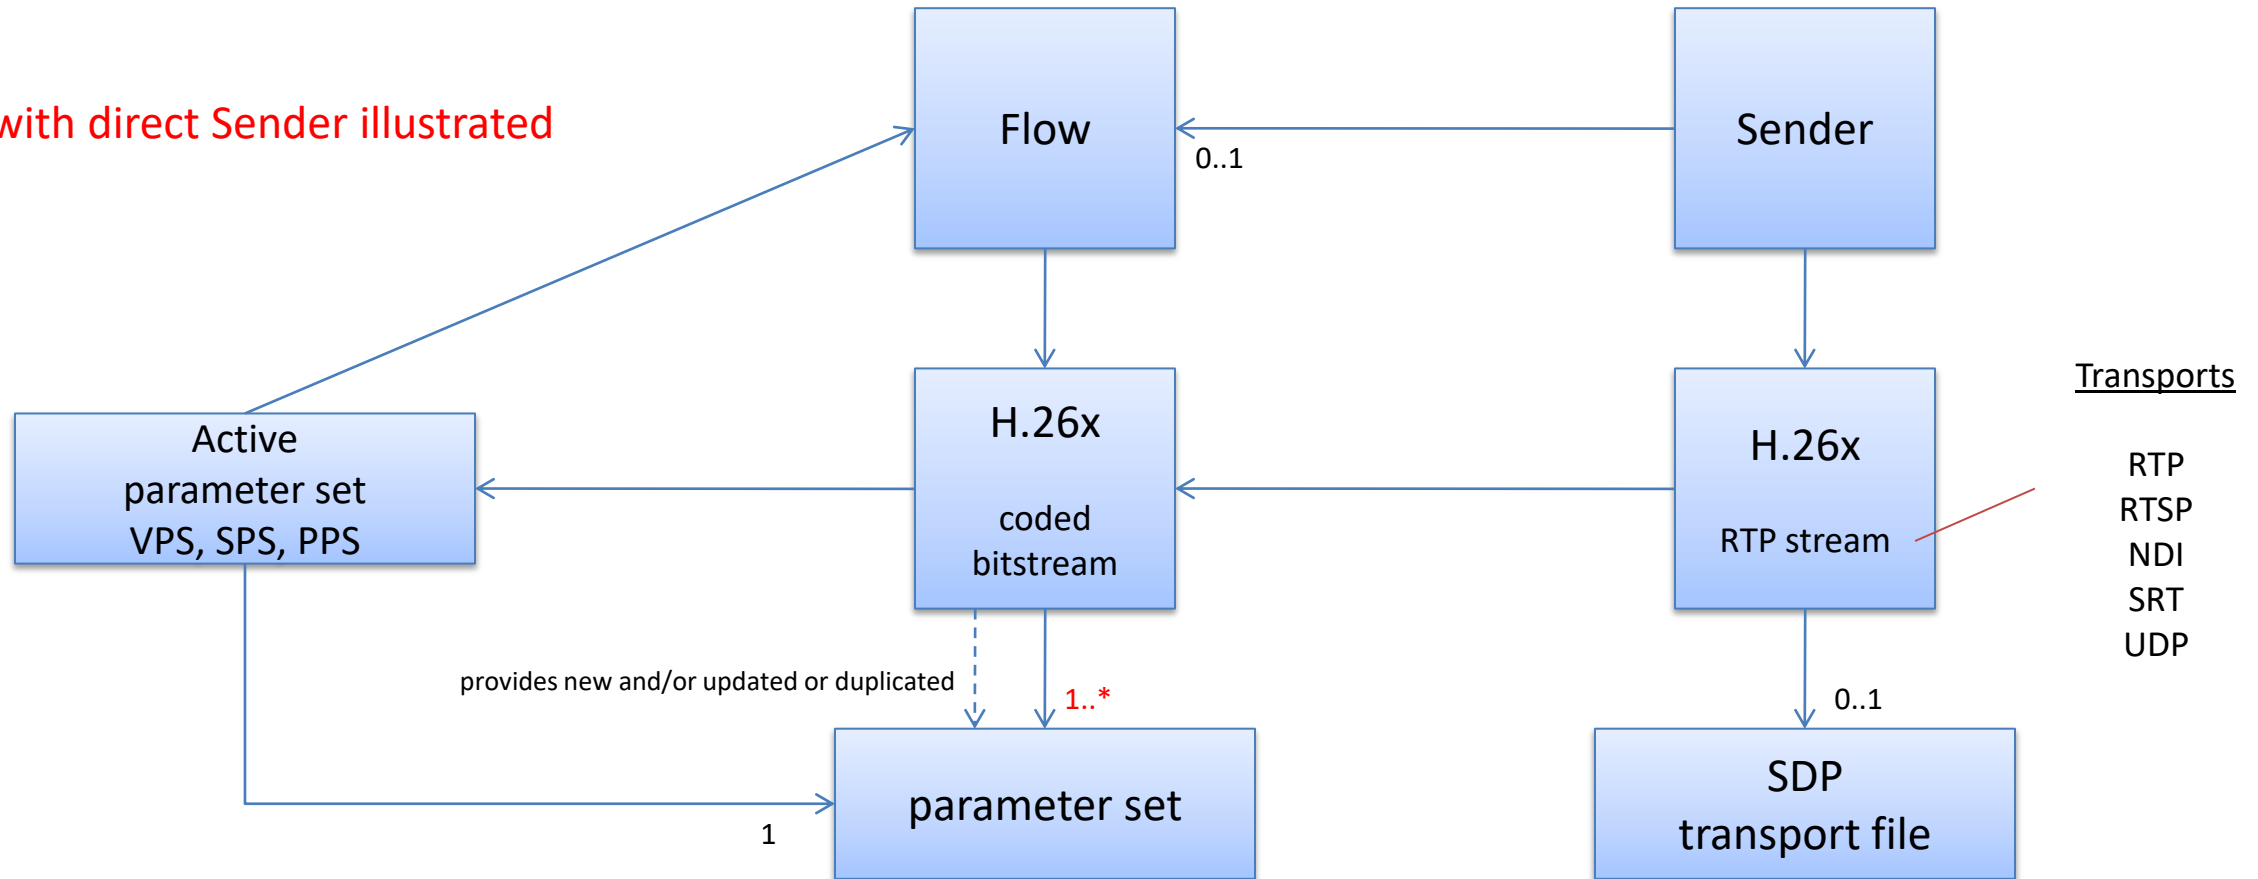 with direct Sender illustrated
Flow
0..1
Sender
Active
parameter set
VPS, SPS, PPS
H.26x
coded
bitstream
H.26x
RTP stream
Transports
RTP
RTSP
NDI
SRT
UDP
provides new and/or updated or duplicated
1..*
0..1
1
parameter set
SDP
transport file